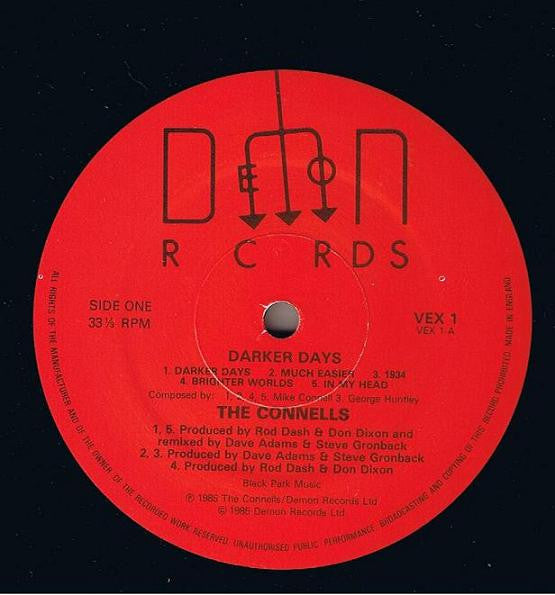 DEMON
RECORDS
SIDE ONE
33⅓ RPM
VEX 1
VEX 1 A
DARKER DAYS
1. DARKER DAYS 2. MUCH EASIER 3. 1934
4. BRIGHTER WORLDS 5. IN MY HEAD
Composed by: 1, 2, 4, 5, Mike Connell 3. George Huntley
THE CONNELLS
1, 5. Produced by Rod Dash & Don Dixon and
remixed by Dave Adams & Steve Gronback
2, 3. Produced by Dave Adams & Steve Gronback
4. Produced by Rod Dash & Don Dixon
Black Park Music
℗ 1985 The Connells/Demon Records Ltd
© 1985 Demon Records Ltd
ALL RIGHTS OF THE MANUFACTURER AND OF THE OWNER OF THE RECORDED WORK RESERVED. UNAUTHORISED PUBLIC PERFORMANCE, BROADCASTING AND COPYING OF THIS RECORD PROHIBITED. MADE IN ENGLAND